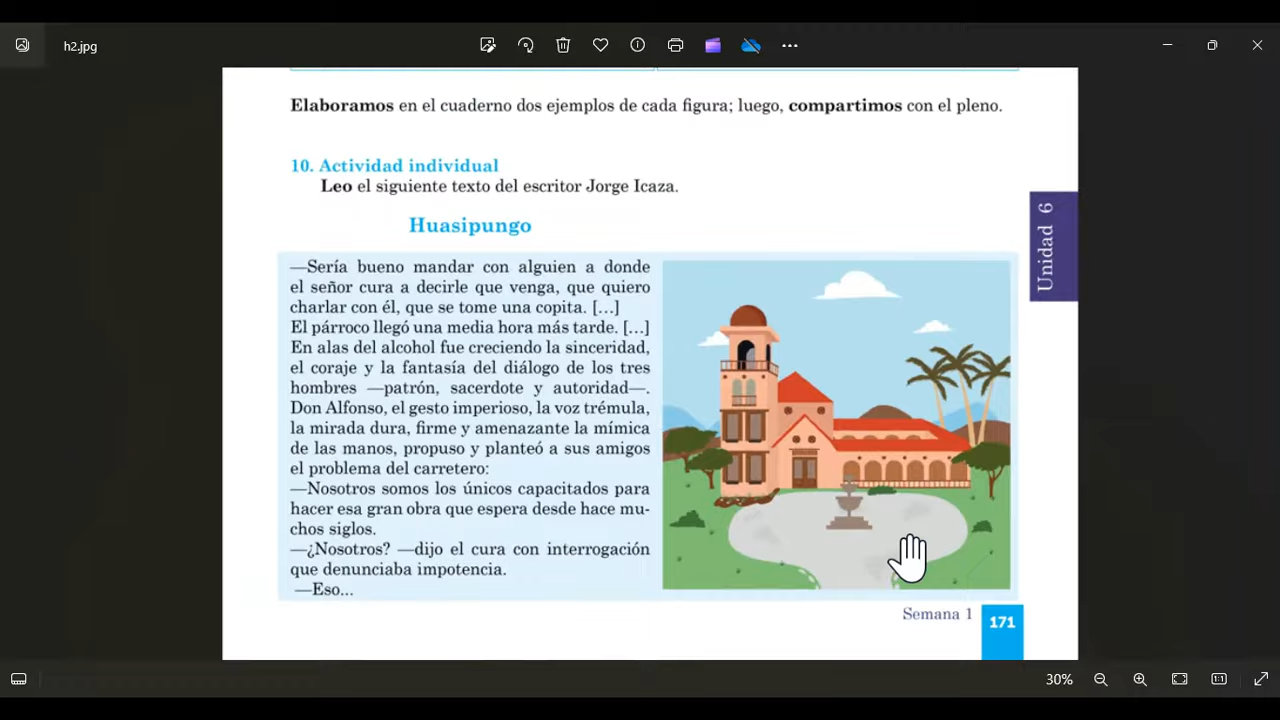 h2.jpg
Elaboramos en el cuaderno dos ejemplos de cada figura; luego, compartimos con el pleno.
10. Actividad individual
Leo el siguiente texto del escritor Jorge Icaza.
Huasipungo
—Sería bueno mandar con alguien a donde
el señor cura a decirle que venga, que quiero
charlar con él, que se tome una copita. [...]
El párroco llegó una media hora más tarde. [...]
En alas del alcohol fue creciendo la sinceridad,
el coraje y la fantasía del diálogo de los tres
hombres —patrón, sacerdote y autoridad—.
Don Alfonso, el gesto imperioso, la voz trémula,
la mirada dura, firme y amenazante la mímica
de las manos, propuso y planteó a sus amigos
el problema del carretero:
—Nosotros somos los únicos capacitados para
hacer esa gran obra que espera desde hace mu-
chos siglos.
—¿Nosotros? —dijo el cura con interrogación
que denunciaba impotencia.
—Eso...
Unidad 6
Semana 1
171
30%
1:1